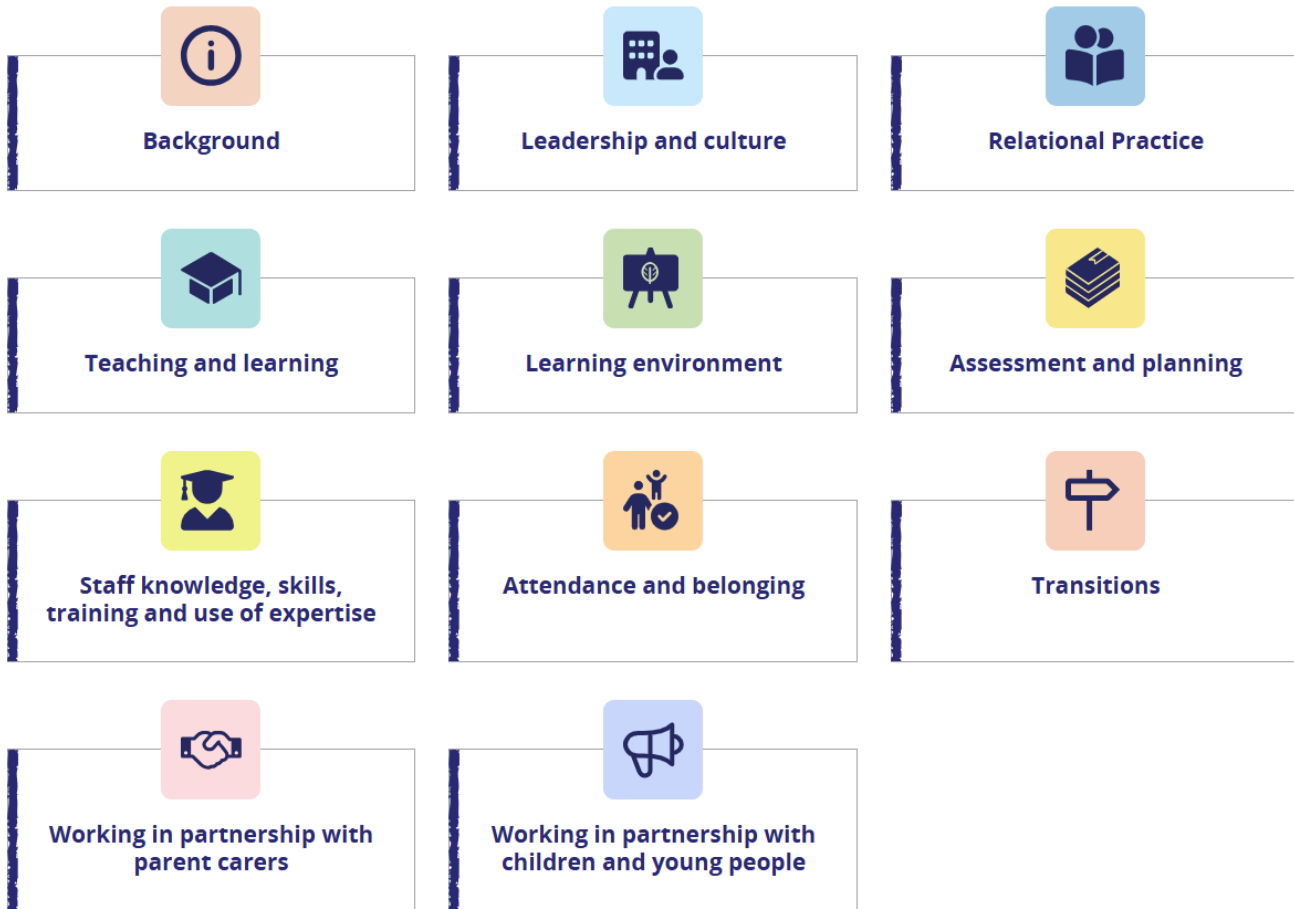 Background
Leadership and culture
Relational Practice
Teaching and learning
Learning environment
Assessment and planning
Staff knowledge, skills,
training and use of expertise
Attendance and belonging
Transitions
Working in partnership with
parent carers
Working in partnership with
children and young people